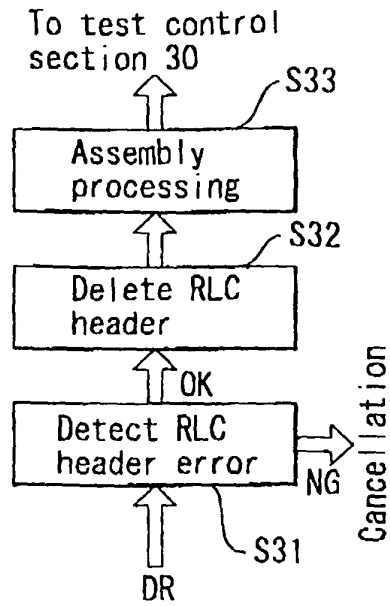 To test control
section 30
S33
Assembly
processing
S32
Delete RLC
header
OK
Detect RLC
header error
NG
Cancellation
S31
DR